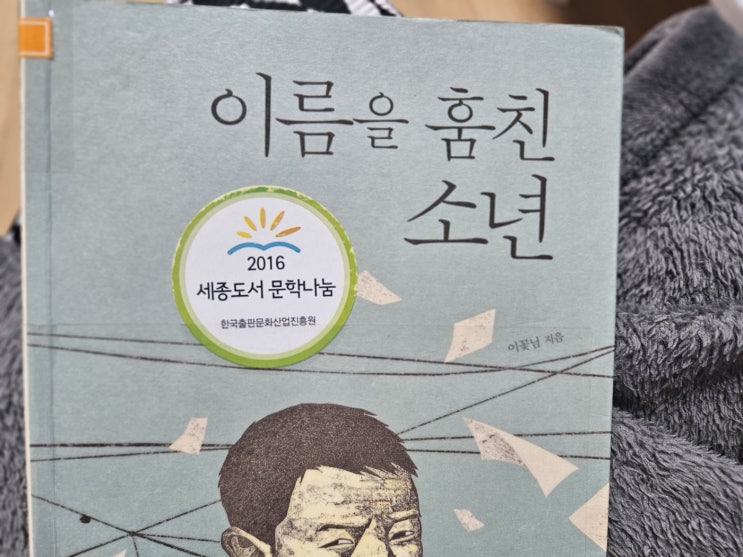 이름을 훔친
소년
2016
세종도서 문학나눔
한국출판문화산업진흥원
이꽃님 지음